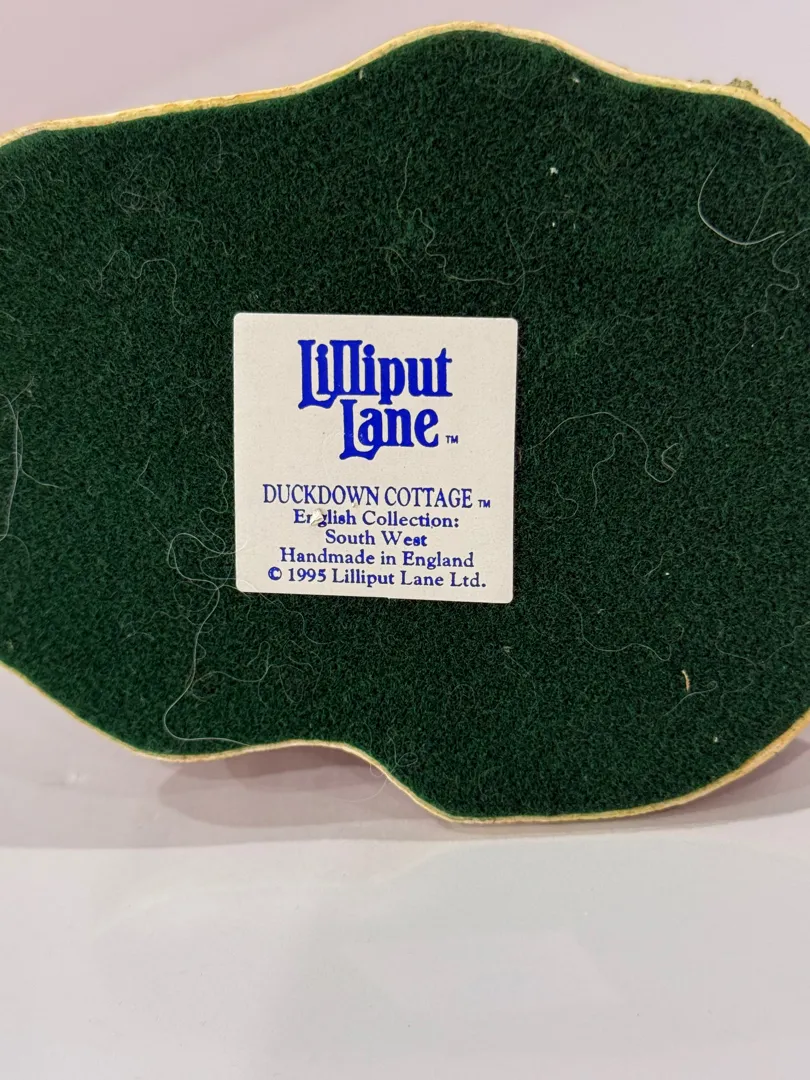 Lilliput
Lane™
DUCKDOWN COTTAGE™
English Collection:
South West
Handmade in England
© 1995 Lilliput Lane Ltd.